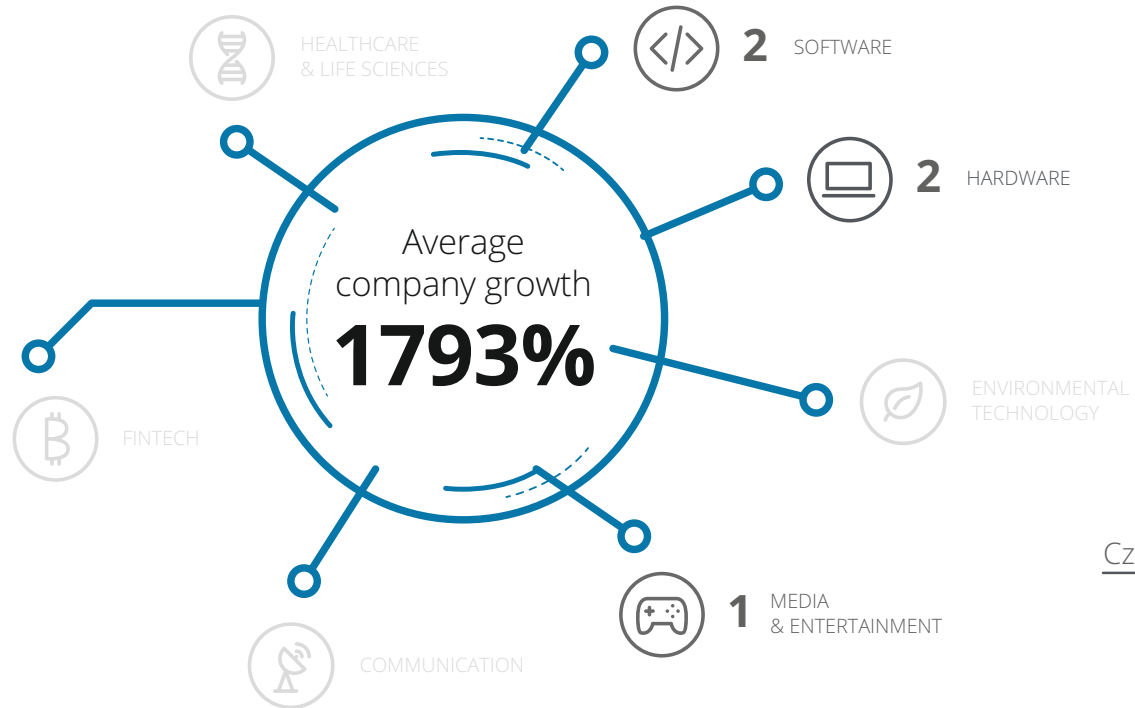 HEALTHCARE
& LIFE SCIENCES
2 SOFTWARE
2 HARDWARE
Average
company growth
1793%
ENVIRONMENTAL
TECHNOLOGY
FINTECH
Cz
1 MEDIA
& ENTERTAINMENT
COMMUNICATION